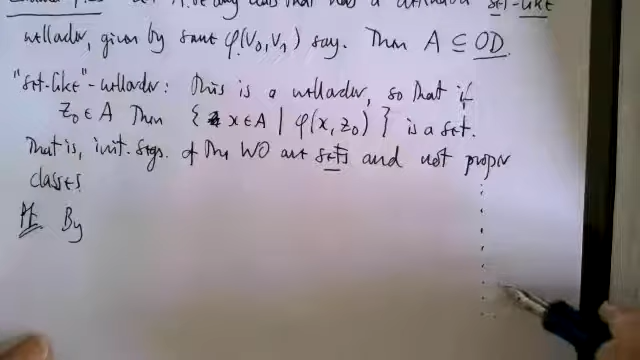 Let A be any class that has a definable set-like
wellorder, given by some φ(v₀,v₁) say. Then A ⊆ OD.
"set-like"-wellorder: This is a wellorder, so that if
z₀ ∈ A Then { x ∈ A | φ(x, z₀) } is a set.
That is, init. segs. of the WO are sets and not proper
classes.
Pf By